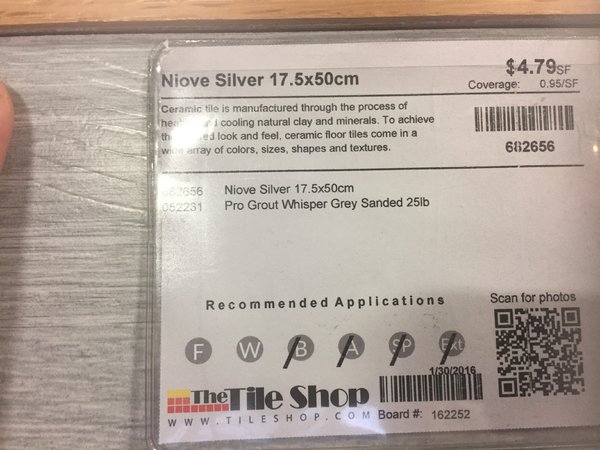 Niove Silver 17.5x50cm
$4.79SF
Coverage: 0.95/SF
Ceramic tile is manufactured through the process of
cooling natural clay and minerals. To achieve
look and feel, ceramic floor tiles come in a
array of colors, sizes, shapes and textures.
682656
682656 Niove Silver 17.5x50cm
052231 Pro Grout Whisper Grey Sanded 25lb
Recommended Applications
Scan for photos
F W B A SP Ext
1/30/2016
The Tile Shop
WWW.TILESHOP.COM
Board #: 162252